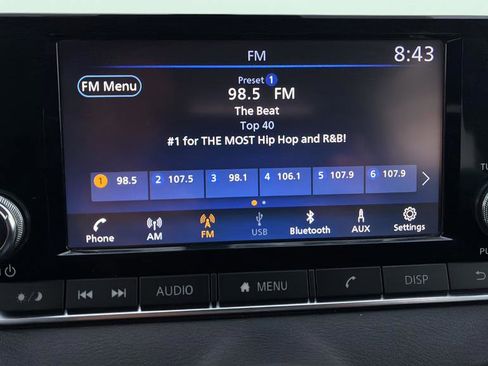 FM
8:43
FM Menu
Preset 1
98.5 FM
The Beat
Top 40
#1 for THE MOST Hip Hop and R&B!
1 98.5 2 107.5 3 98.1 4 106.1 5 107.9 6 107.9
Phone AM FM USB Bluetooth AUX Settings
AUDIO MENU DISP